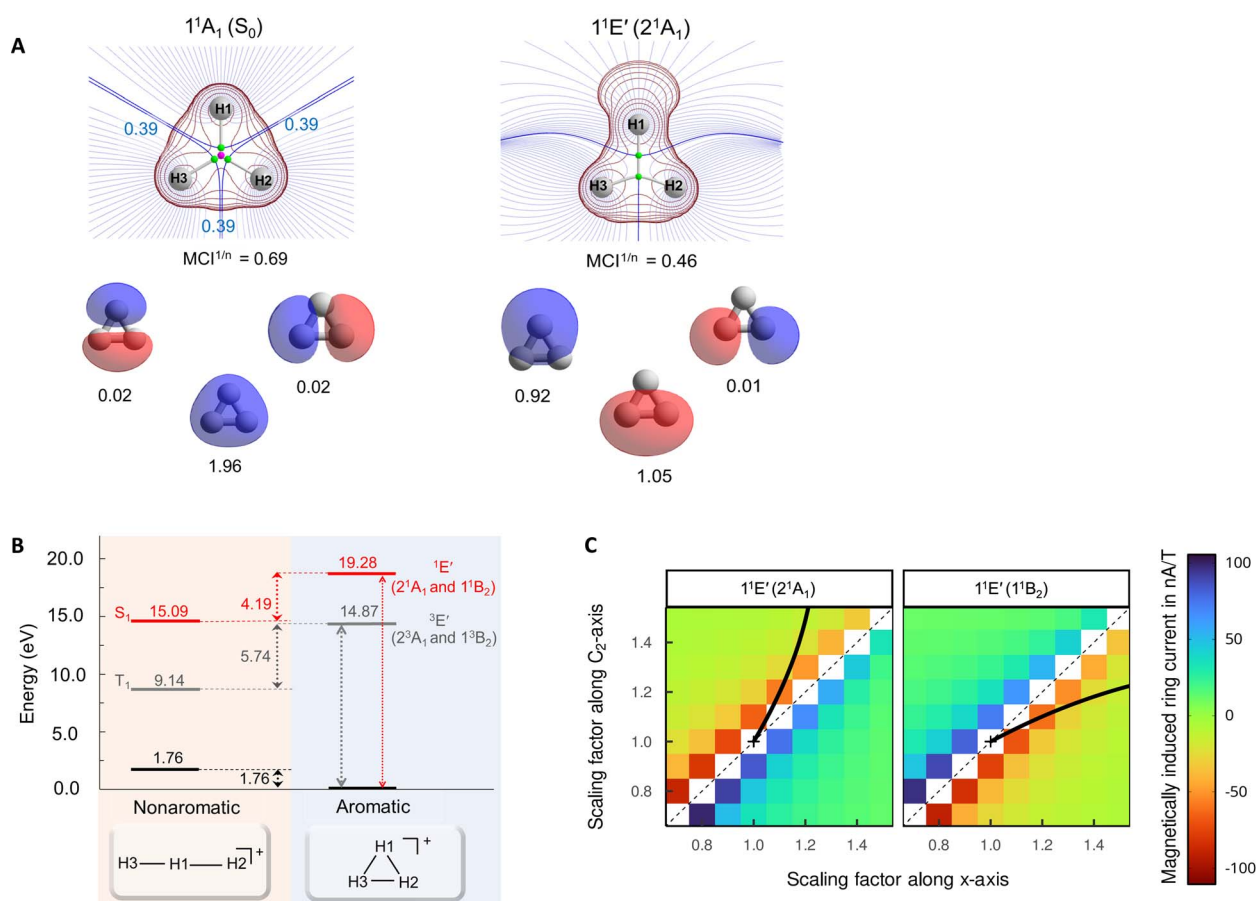 A
1¹A₁ (S₀)
H1
0.39
0.39
H3
H2
0.39
MCI¹/ⁿ = 0.69
0.02
0.02
1.96
1¹E′ (2¹A₁)
H1
H3
H2
MCI¹/ⁿ = 0.46
0.92
0.01
1.05
B
Energy (eV)
20.0
15.0
10.0
5.0
0.0
S₁
15.09
T₁
9.14
1.76
4.19
5.74
1.76
19.28
¹E′
(2¹A₁ and 1¹B₂)
14.87
³E′
(2³A₁ and 1³B₂)
Nonaromatic
Aromatic
H3 H1 H2 +
H1 +
H3 H2
C
1¹E′ (2¹A₁)
1¹E′ (1¹B₂)
Scaling factor along C₂-axis
1.4
1.2
1.0
0.8
0.8 1.0 1.2 1.4
0.8 1.0 1.2 1.4
Scaling factor along x-axis
Magnetically induced ring current in nA/T
100
50
0
-50
-100